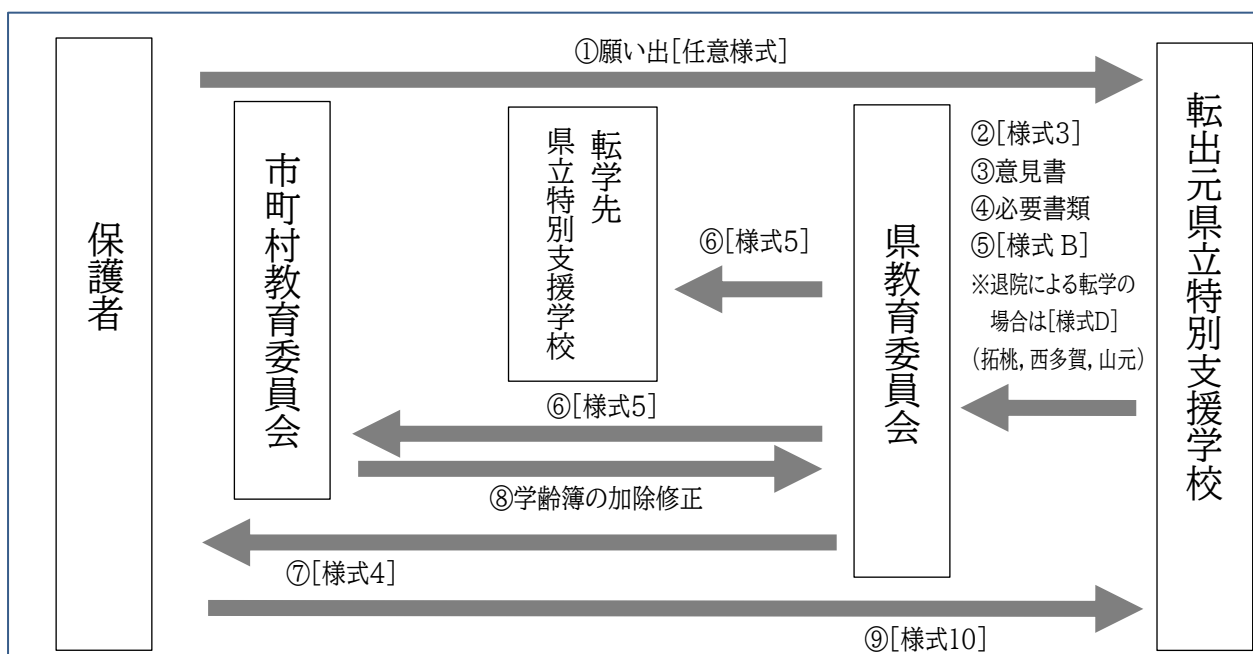 ①願い出[任意様式]
保護者
市町村教育委員会
転学先
県立特別支援学校
県教育委員会
転出元県立特別支援学校
②[様式3]
③意見書
④必要書類
⑤[様式 B]
※退院による転学の
場合は[様式D]
(拓桃,西多賀,山元)
⑥[様式5]
⑥[様式5]
⑧学齢簿の加除修正
⑦[様式4]
⑨[様式10]